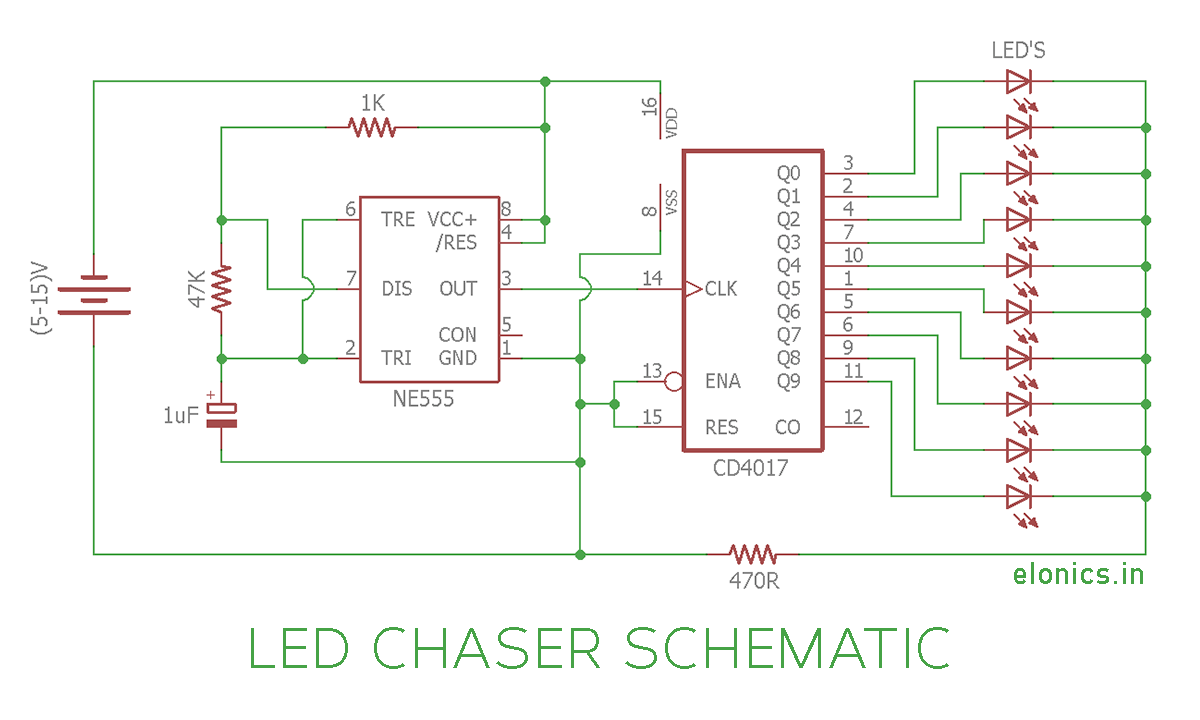 LED'S
1K
16
VDD
8
VSS
Q0 3
Q1 2
Q2 4
Q3 7
Q4 10
Q5 1
Q6 5
Q7 6
Q8 9
Q9 11
CO 12
14 CLK
13 ENA
15 RES
CD4017
6 TRE VCC+ 8
/RES 4
7 DIS OUT 3
CON 5
2 TRI GND 1
NE555
47K
(5-15)V
+
1uF
470R
elonics.in
LED CHASER SCHEMATIC